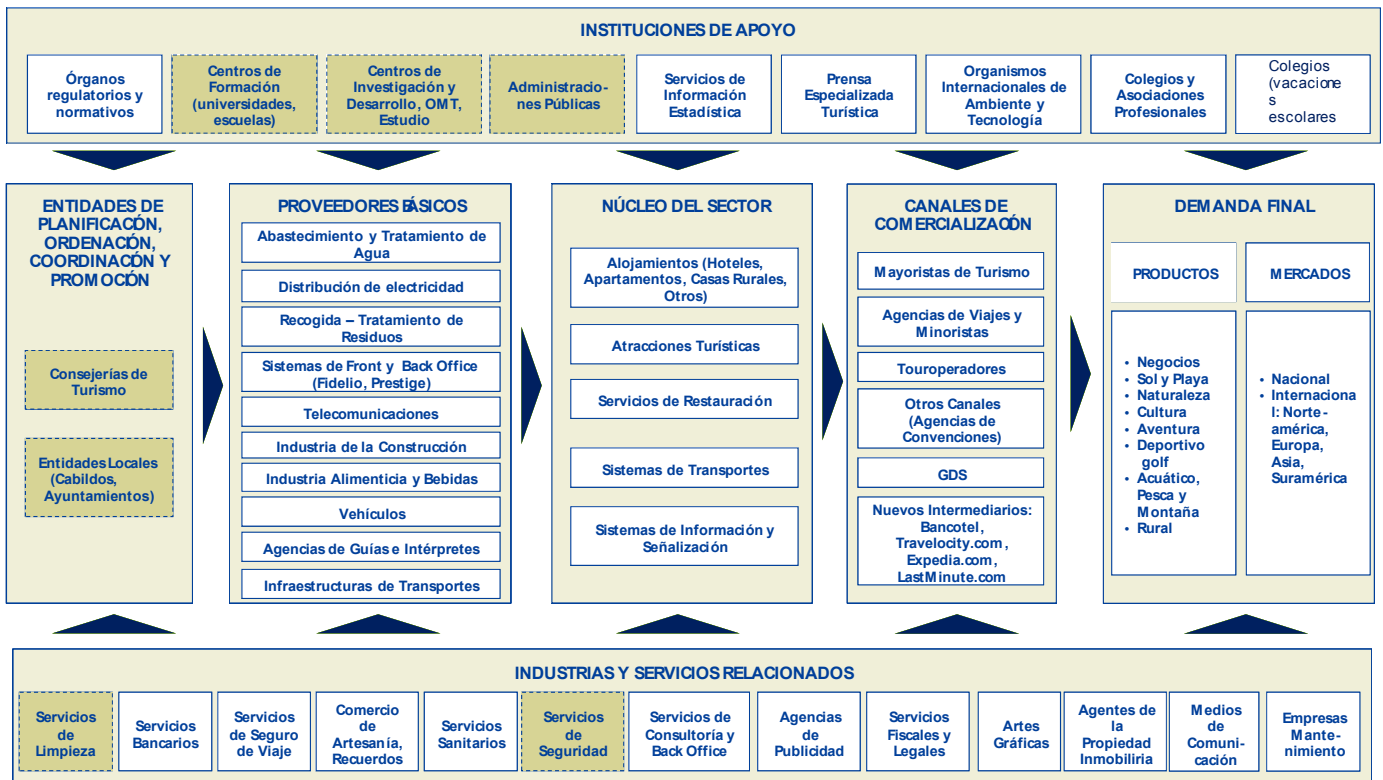 INSTITUCIONES DE APOYO
Órganos
regulatorios y
normativos
Centros de
Formación
(universidades,
escuelas)
Centros de
Investigación y
Desarrollo, OMT,
Estudio
Administracio-
nes Públicas
Servicios de
Información
Estadística
Prensa
Especializada
Turística
Organismos
Internacionales de
Ambiente y
Tecnología
Colegios y
Asociaciones
Profesionales
Colegios
(vacacione
s
escolares
ENTIDADES DE
PLANIFICACIÓN,
ORDENACIÓN,
COORDINACÓN Y
PROMOCIÓN
Consejerías de
Turismo
Entidades Locales
(Cabildos,
Ayuntamientos)
PROVEEDORES BÁSICOS
Abastecimiento y Tratamiento de
Agua
Distribución de electricidad
Recogida – Tratamiento de
Residuos
Sistemas de Front y Back Office
(Fidelio, Prestige)
Telecomunicaciones
Industria de la Construcción
Industria Alimenticia y Bebidas
Vehículos
Agencias de Guías e Intérpretes
Infraestructuras de Transportes
NÚCLEO DEL SECTOR
Alojamientos (Hoteles,
Apartamentos, Casas Rurales,
Otros)
Atracciones Turísticas
Servicios de Restauración
Sistemas de Transportes
Sistemas de Información y
Señalización
CANALES DE
COMERCIALIZACIÓN
Mayoristas de Turismo
Agencias de Viajes y
Minoristas
Touroperadores
Otros Canales
(Agencias de
Convenciones)
GDS
Nuevos Intermediarios:
Bancotel,
Travelocity.com,
Expedia.com,
LastMinute.com
DEMANDA FINAL
PRODUCTOS
• Negocios
• Sol y Playa
• Naturaleza
• Cultura
• Aventura
• Deportivo
golf
• Acuático,
Pesca y
Montaña
• Rural
MERCADOS
• Nacional
• Internaciona
l: Norte-
américa,
Europa,
Asia,
Suramérica
INDUSTRIAS Y SERVICIOS RELACIONADOS
Servicios
de
Limpieza
Servicios
Bancarios
Servicios
de Seguro
de Viaje
Comercio
de
Artesanía,
Recuerdos
Servicios
Sanitarios
Servicios
de
Seguridad
Servicios de
Consultoría y
Back Office
Agencias
de
Publicidad
Servicios
Fiscales y
Legales
Artes
Gráficas
Agentes de
la
Propiedad
Inmobiliria
Medios
de
Comuni-
cación
Empresas
Mante-
nimiento